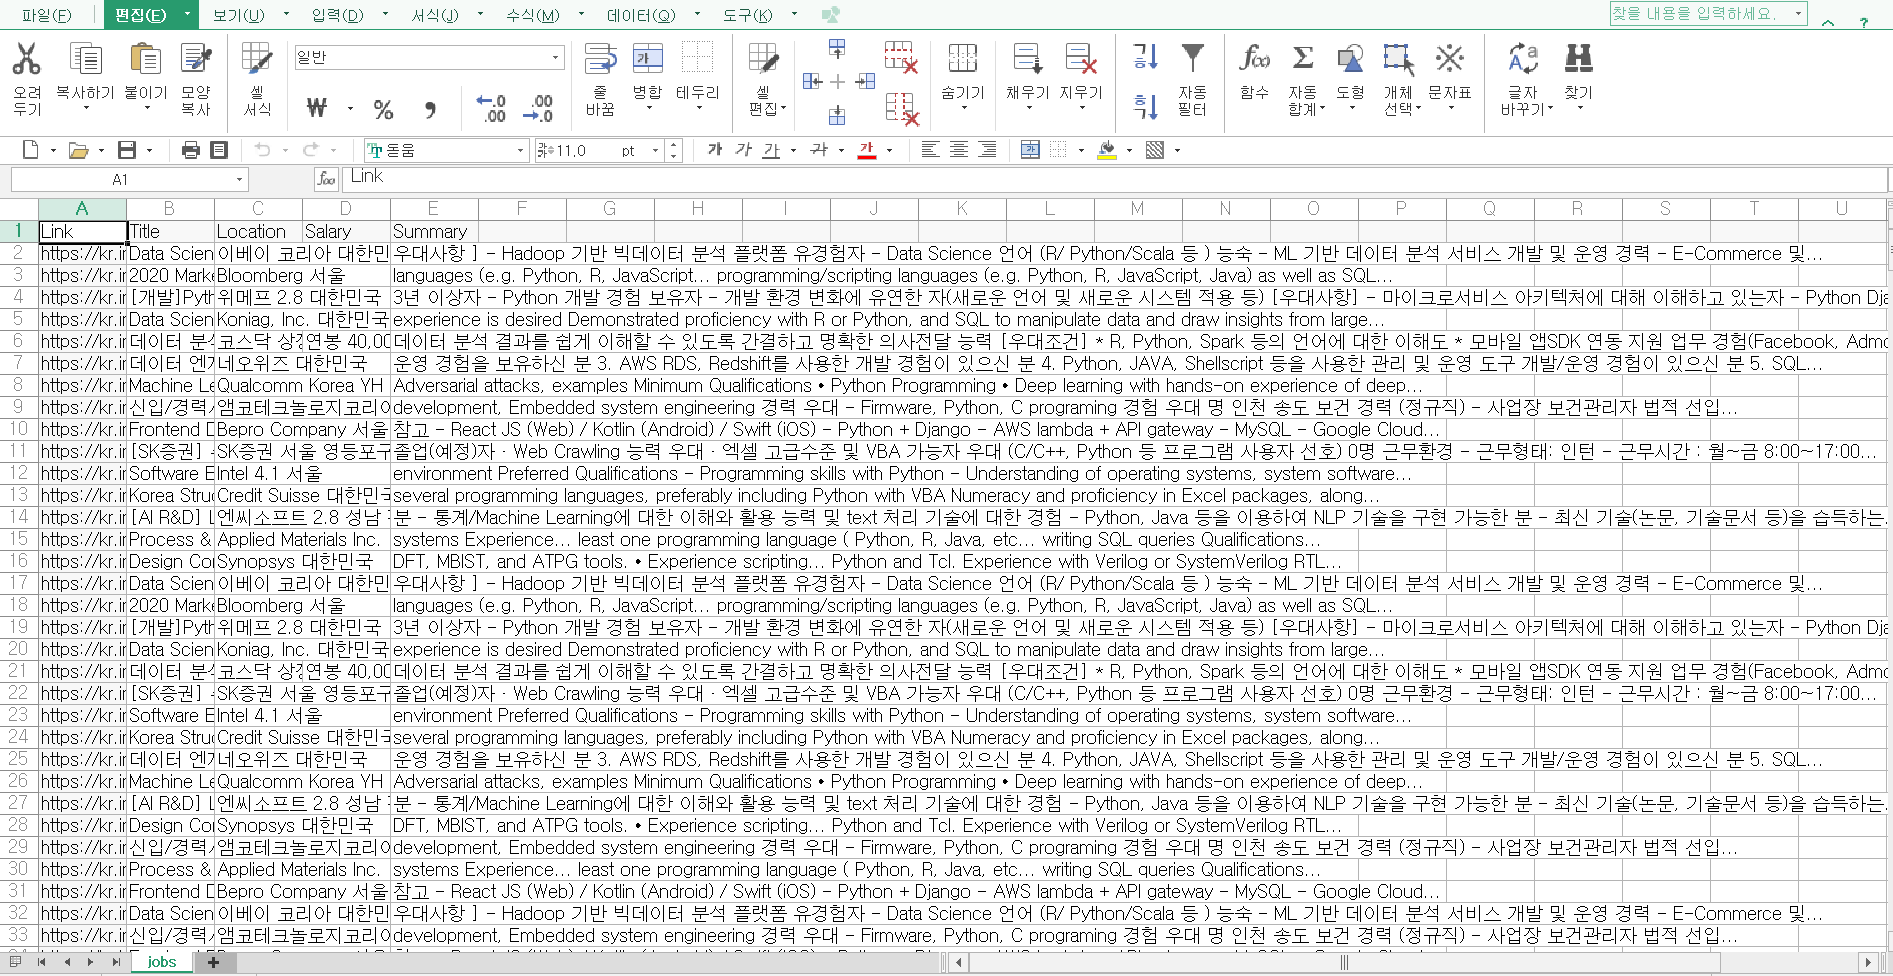 파일(F) 편집(E) 보기(U) 입력(D) 서식(J) 수식(M) 데이터(Q) 도구(K) 찾을 내용을 입력하세요. ?
오려 두기 복사하기 붙이기 모양 복사 셀 서식 일반 ₩ % , ←.0 .00 .00 →.0 줄 바꿈 병합 테두리 셀 편집 숨기기 채우기 지우기 자동 필터 함수 자동 합계 도형 개체 선택 문자표 글자 바꾸기 찾기
돋움 11.0 pt 가 가 가 가 가
A1 f(x) Link
A B C D E F G H I J K L M N O P Q R S T U
1 Link Title Location Salary Summary
2 https://kr.ir Data Scien 이베이 코리아 대한민 우대사항 ] - Hadoop 기반 빅데이터 분석 플랫폼 유경험자 - Data Science 언어 (R/ Python/Scala 등 ) 능숙 - ML 기반 데이터 분석 서비스 개발 및 운영 경력 - E-Commerce 및...
3 https://kr.ir 2020 Marke Bloomberg 서울 languages (e.g. Python, R, JavaScript... programming/scripting languages (e.g. Python, R, JavaScript, Java) as well as SQL...
4 https://kr.ir [개발]Pyth 위메프 2.8 대한민국 3년 이상자 - Python 개발 경험 보유자 - 개발 환경 변화에 유연한 자(새로운 언어 및 새로운 시스템 적용 등) [우대사항] - 마이크로서비스 아키텍처에 대해 이해하고 있는자 - Python Dja
5 https://kr.ir Data Scien Koniag, Inc. 대한민국 experience is desired Demonstrated proficiency with R or Python, and SQL to manipulate data and draw insights from large...
6 https://kr.ir 데이터 분석 코스닥 상장 연봉 40,00 데이터 분석 결과를 쉽게 이해할 수 있도록 간결하고 명확한 의사전달 능력 [우대조건] * R, Python, Spark 등의 언어에 대한 이해도 * 모바일 앱SDK 연동 지원 업무 경험(Facebook, Admo
7 https://kr.ir 데이터 엔지 네오위즈 대한민국 운영 경험을 보유하신 분 3. AWS RDS, Redshift를 사용한 개발 경험이 있으신 분 4. Python, JAVA, Shellscript 등을 사용한 관리 및 운영 도구 개발/운영 경험이 있으신 분 5. SQL...
8 https://kr.ir Machine Le Qualcomm Korea YH Adversarial attacks, examples Minimum Qualifications • Python Programming • Deep learning with hands-on experience of deep...
9 https://kr.ir 신입/경력 앰코테크놀로지코리아 development, Embedded system engineering 경력 우대 - Firmware, Python, C programing 경험 우대 명 인천 송도 보건 경력 (정규직) - 사업장 보건관리자 법적 선임...
10 https://kr.ir Frontend D Bepro Company 서울 참고 - React JS (Web) / Kotlin (Android) / Swift (iOS) - Python + Django - AWS lambda + API gateway - MySQL - Google Cloud...
11 https://kr.ir [SK증권] - SK증권 서울 영등포구 졸업(예정)자 · Web Crawling 능력 우대 · 엑셀 고급수준 및 VBA 가능자 우대 (C/C++, Python 등 프로그램 사용자 선호) 0명 근무환경 - 근무형태: 인턴 - 근무시간 : 월~금 8:00~17:00...
12 https://kr.ir Software E Intel 4.1 서울 environment Preferred Qualifications - Programming skills with Python - Understanding of operating systems, system software...
13 https://kr.ir Korea Stru Credit Suisse 대한민국 several programming languages, preferably including Python with VBA Numeracy and proficiency in Excel packages, along...
14 https://kr.ir [AI R&D] L 엔씨소프트 2.8 성남 분 - 통계/Machine Learning에 대한 이해와 활용 능력 및 text 처리 기술에 대한 경험 - Python, Java 등을 이용하여 NLP 기술을 구현 가능한 분 - 최신 기술(논문, 기술문서 등)을 습득하는.
15 https://kr.ir Process & Applied Materials Inc. systems Experience... least one programming language ( Python, R, Java, etc... writing SQL queries Qualifications...
16 https://kr.ir Design Cor Synopsys 대한민국 DFT, MBIST, and ATPG tools. • Experience scripting... Python and Tcl. Experience with Verilog or SystemVerilog RTL...
17 https://kr.ir Data Scien 이베이 코리아 대한민 우대사항 ] - Hadoop 기반 빅데이터 분석 플랫폼 유경험자 - Data Science 언어 (R/ Python/Scala 등 ) 능숙 - ML 기반 데이터 분석 서비스 개발 및 운영 경력 - E-Commerce 및...
18 https://kr.ir 2020 Marke Bloomberg 서울 languages (e.g. Python, R, JavaScript... programming/scripting languages (e.g. Python, R, JavaScript, Java) as well as SQL...
19 https://kr.ir [개발]Pyth 위메프 2.8 대한민국 3년 이상자 - Python 개발 경험 보유자 - 개발 환경 변화에 유연한 자(새로운 언어 및 새로운 시스템 적용 등) [우대사항] - 마이크로서비스 아키텍처에 대해 이해하고 있는자 - Python Dja
20 https://kr.ir Data Scien Koniag, Inc. 대한민국 experience is desired Demonstrated proficiency with R or Python, and SQL to manipulate data and draw insights from large...
21 https://kr.ir 데이터 분석 코스닥 상장 연봉 40,00 데이터 분석 결과를 쉽게 이해할 수 있도록 간결하고 명확한 의사전달 능력 [우대조건] * R, Python, Spark 등의 언어에 대한 이해도 * 모바일 앱SDK 연동 지원 업무 경험(Facebook, Admo
22 https://kr.ir [SK증권] - SK증권 서울 영등포구 졸업(예정)자 · Web Crawling 능력 우대 · 엑셀 고급수준 및 VBA 가능자 우대 (C/C++, Python 등 프로그램 사용자 선호) 0명 근무환경 - 근무형태: 인턴 - 근무시간 : 월~금 8:00~17:00...
23 https://kr.ir Software E Intel 4.1 서울 environment Preferred Qualifications - Programming skills with Python - Understanding of operating systems, system software...
24 https://kr.ir Korea Stru Credit Suisse 대한민국 several programming languages, preferably including Python with VBA Numeracy and proficiency in Excel packages, along...
25 https://kr.ir 데이터 엔지 네오위즈 대한민국 운영 경험을 보유하신 분 3. AWS RDS, Redshift를 사용한 개발 경험이 있으신 분 4. Python, JAVA, Shellscript 등을 사용한 관리 및 운영 도구 개발/운영 경험이 있으신 분 5. SQL...
26 https://kr.ir Machine Le Qualcomm Korea YH Adversarial attacks, examples Minimum Qualifications • Python Programming • Deep learning with hands-on experience of deep...
27 https://kr.ir [AI R&D] L 엔씨소프트 2.8 성남 분 - 통계/Machine Learning에 대한 이해와 활용 능력 및 text 처리 기술에 대한 경험 - Python, Java 등을 이용하여 NLP 기술을 구현 가능한 분 - 최신 기술(논문, 기술문서 등)을 습득하는.
28 https://kr.ir Design Cor Synopsys 대한민국 DFT, MBIST, and ATPG tools. • Experience scripting... Python and Tcl. Experience with Verilog or SystemVerilog RTL...
29 https://kr.ir 신입/경력 앰코테크놀로지코리아 development, Embedded system engineering 경력 우대 - Firmware, Python, C programing 경험 우대 명 인천 송도 보건 경력 (정규직) - 사업장 보건관리자 법적 선임...
30 https://kr.ir Process & Applied Materials Inc. systems Experience... least one programming language ( Python, R, Java, etc... writing SQL queries Qualifications...
31 https://kr.ir Frontend D Bepro Company 서울 참고 - React JS (Web) / Kotlin (Android) / Swift (iOS) - Python + Django - AWS lambda + API gateway - MySQL - Google Cloud...
32 https://kr.ir Data Scien 이베이 코리아 대한민 우대사항 ] - Hadoop 기반 빅데이터 분석 플랫폼 유경험자 - Data Science 언어 (R/ Python/Scala 등 ) 능숙 - ML 기반 데이터 분석 서비스 개발 및 운영 경력 - E-Commerce 및...
33 https://kr.ir 신입/경력 앰코테크놀로지코리아 development, Embedded system engineering 경력 우대 - Firmware, Python, C programing 경험 우대 명 인천 송도 보건 경력 (정규직) - 사업장 보건관리자 법적 선임...
jobs